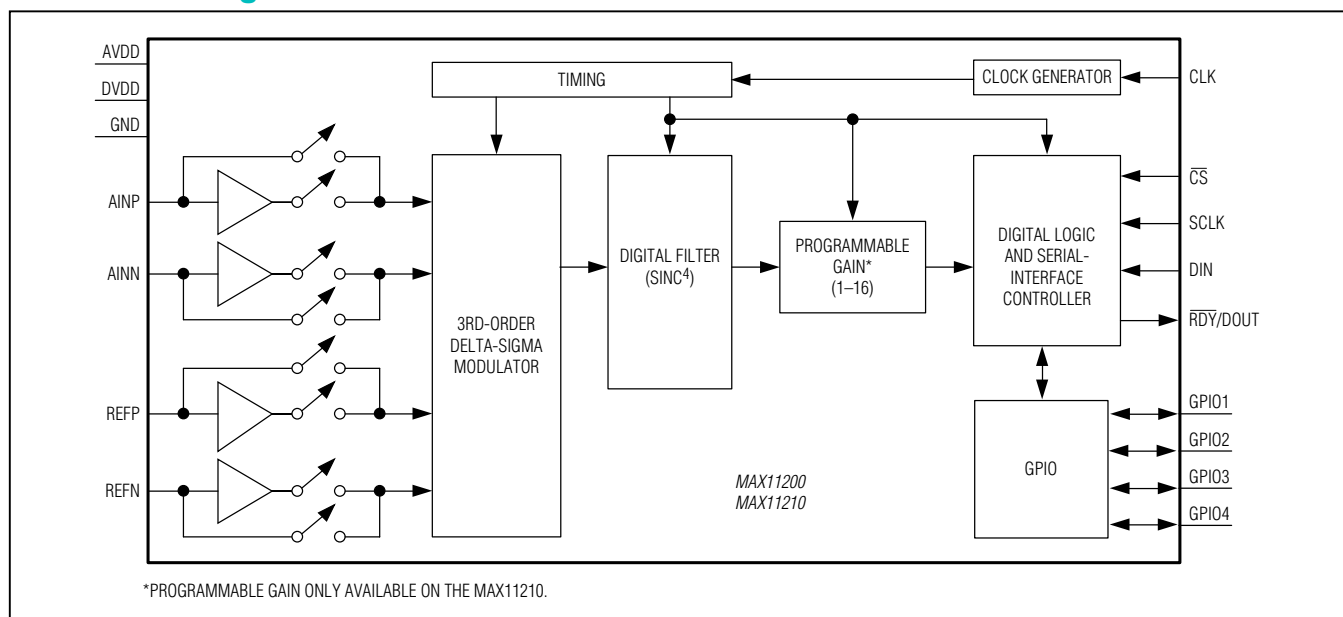 AVDD
DVDD
GND
AINP
AINN
REFP
REFN
TIMING
CLOCK GENERATOR
CLK
3RD-ORDER
DELTA-SIGMA
MODULATOR
DIGITAL FILTER
(SINC⁴)
PROGRAMMABLE
GAIN*
(1–16)
DIGITAL LOGIC
AND SERIAL-
INTERFACE
CONTROLLER
C̅S̅
SCLK
DIN
R̅D̅Y̅/DOUT
GPIO
GPIO1
GPIO2
GPIO3
GPIO4
MAX11200
MAX11210
*PROGRAMMABLE GAIN ONLY AVAILABLE ON THE MAX11210.